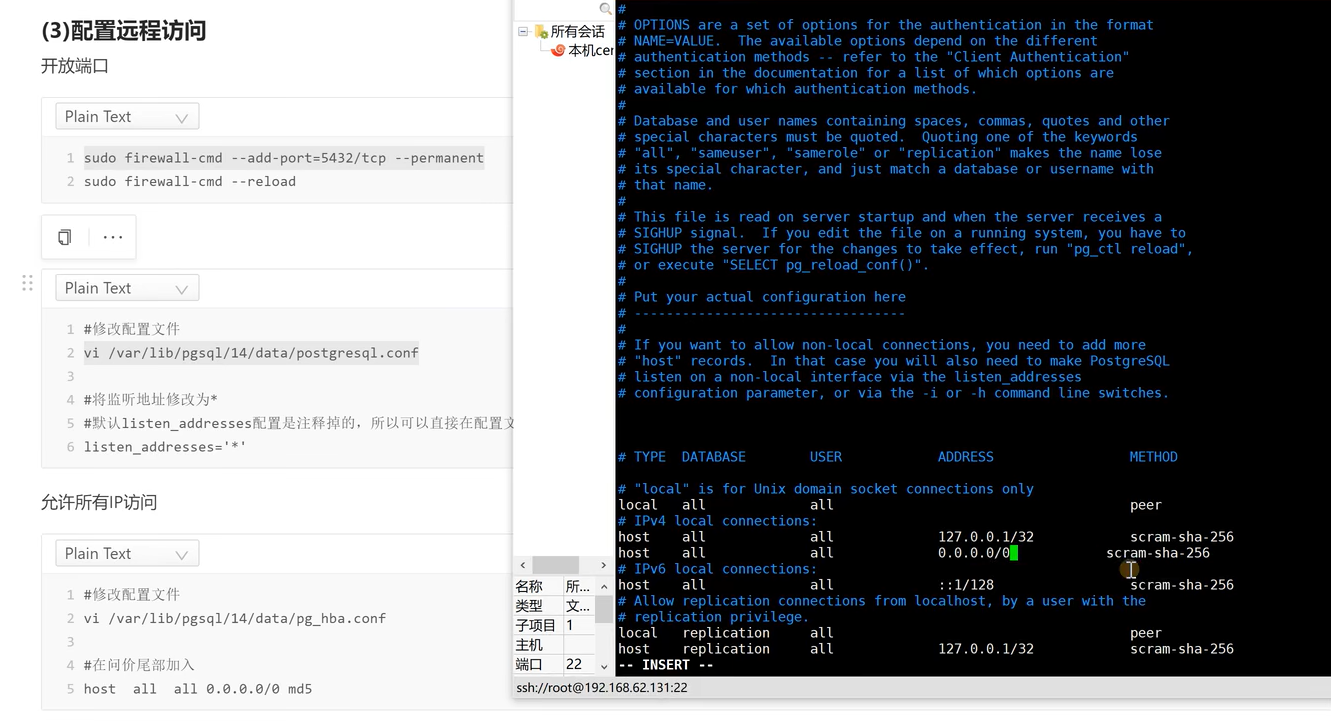 (3)配置远程访问
开放端口
Plain Text
1 sudo firewall-cmd --add-port=5432/tcp --permanent
2 sudo firewall-cmd --reload
···
Plain Text
1 #修改配置文件
2 vi /var/lib/pgsql/14/data/postgresql.conf
3
4 #将监听地址修改为*
5 #默认listen_addresses配置是注释掉的，所以可以直接在配置文
6 listen_addresses='*'
允许所有IP访问
Plain Text
1 #修改配置文件
2 vi /var/lib/pgsql/14/data/pg_hba.conf
3
4 #在问价尾部加入
5 host  all  all 0.0.0.0/0 md5
所有会话
本机cer
名称 所...
类型 文...
子项目 1
主机
端口 22
#
# OPTIONS are a set of options for the authentication in the format
# NAME=VALUE.  The available options depend on the different
# authentication methods -- refer to the "Client Authentication"
# section in the documentation for a list of which options are
# available for which authentication methods.
#
# Database and user names containing spaces, commas, quotes and other
# special characters must be quoted.  Quoting one of the keywords
# "all", "sameuser", "samerole" or "replication" makes the name lose
# its special character, and just match a database or username with
# that name.
#
# This file is read on server startup and when the server receives a
# SIGHUP signal.  If you edit the file on a running system, you have to
# SIGHUP the server for the changes to take effect, run "pg_ctl reload",
# or execute "SELECT pg_reload_conf()".
#
# Put your actual configuration here
# ----------------------------------
#
# If you want to allow non-local connections, you need to add more
# "host" records.  In that case you will also need to make PostgreSQL
# listen on a non-local interface via the listen_addresses
# configuration parameter, or via the -i or -h command line switches.
# TYPE  DATABASE        USER            ADDRESS                 METHOD
# "local" is for Unix domain socket connections only
local   all             all                                     peer
# IPv4 local connections:
host    all             all             127.0.0.1/32            scram-sha-256
host    all             all             0.0.0.0/0            scram-sha-256
# IPv6 local connections:
host    all             all             ::1/128                 scram-sha-256
# Allow replication connections from localhost, by a user with the
# replication privilege.
local   replication     all                                     peer
host    replication     all             127.0.0.1/32            scram-sha-256
-- INSERT --
ssh://root@192.168.62.131:22